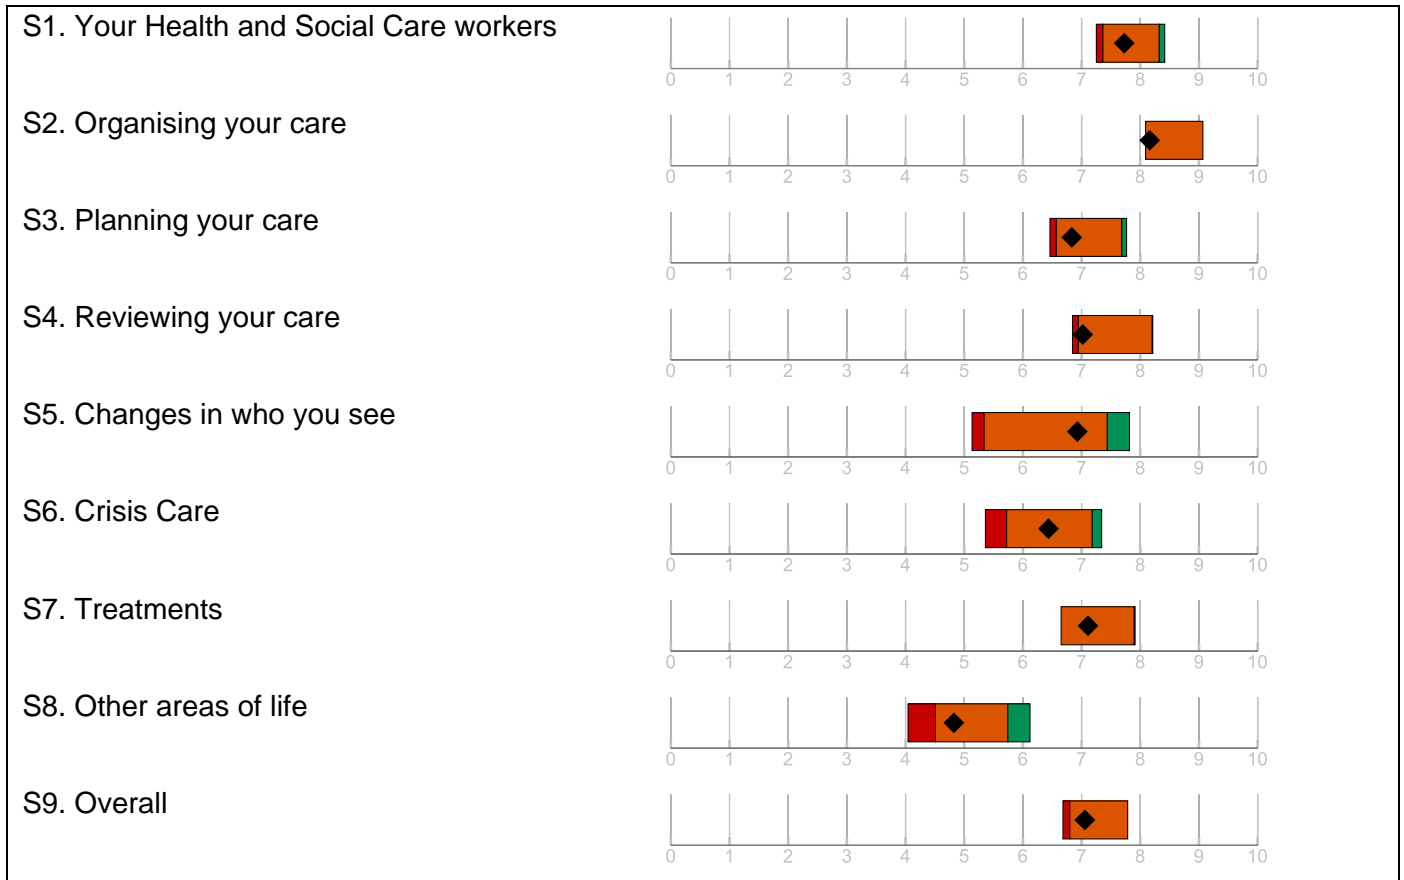 S1. Your Health and Social Care workers
0 1 2 3 4 5 6 7 8 9 10
S2. Organising your care
0 1 2 3 4 5 6 7 8 9 10
S3. Planning your care
0 1 2 3 4 5 6 7 8 9 10
S4. Reviewing your care
0 1 2 3 4 5 6 7 8 9 10
S5. Changes in who you see
0 1 2 3 4 5 6 7 8 9 10
S6. Crisis Care
0 1 2 3 4 5 6 7 8 9 10
S7. Treatments
0 1 2 3 4 5 6 7 8 9 10
S8. Other areas of life
0 1 2 3 4 5 6 7 8 9 10
S9. Overall
0 1 2 3 4 5 6 7 8 9 10